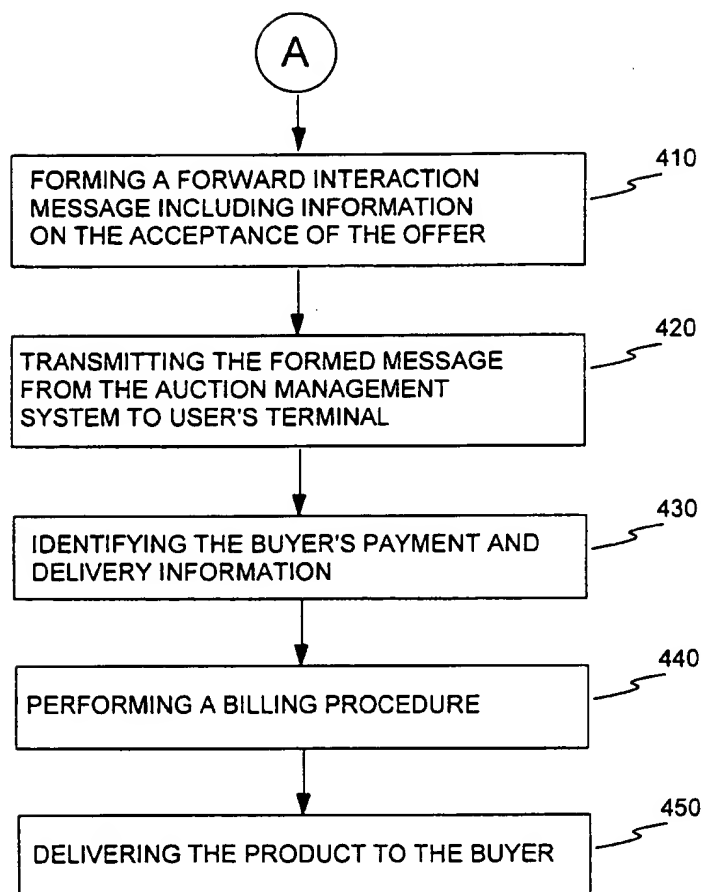 A
410
FORMING A FORWARD INTERACTION
MESSAGE INCLUDING INFORMATION
ON THE ACCEPTANCE OF THE OFFER
420
TRANSMITTING THE FORMED MESSAGE
FROM THE AUCTION MANAGEMENT
SYSTEM TO USER'S TERMINAL
430
IDENTIFYING THE BUYER'S PAYMENT AND
DELIVERY INFORMATION
440
PERFORMING A BILLING PROCEDURE
450
DELIVERING THE PRODUCT TO THE BUYER